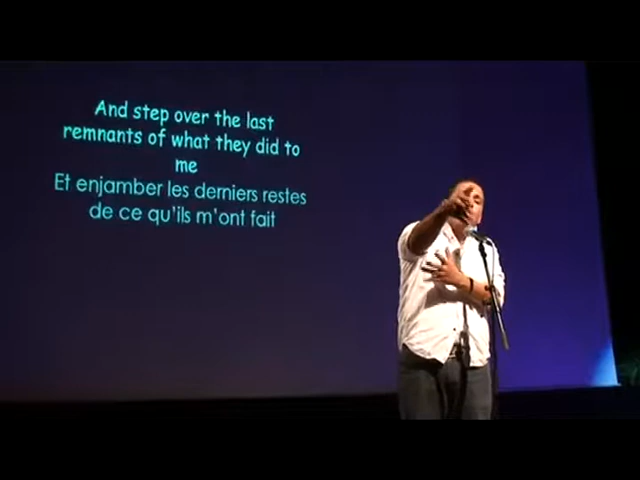 And step over the last
remnants of what they did to
me
Et enjamber les derniers restes
de ce qu'ils m'ont fait